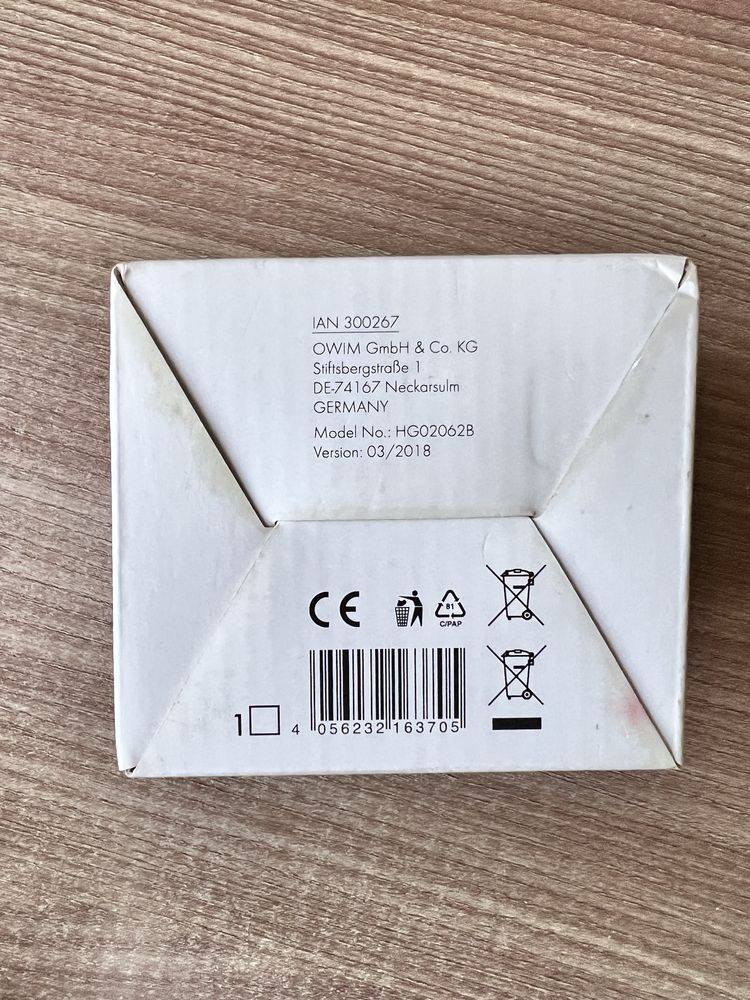 IAN 300267
OWIM GmbH & Co. KG
Stiftsbergstraße 1
DE-74167 Neckarsulm
GERMANY
Model No.: HG02062B
Version: 03/2018
CE
81
C/PAP
1
4 056232 163705